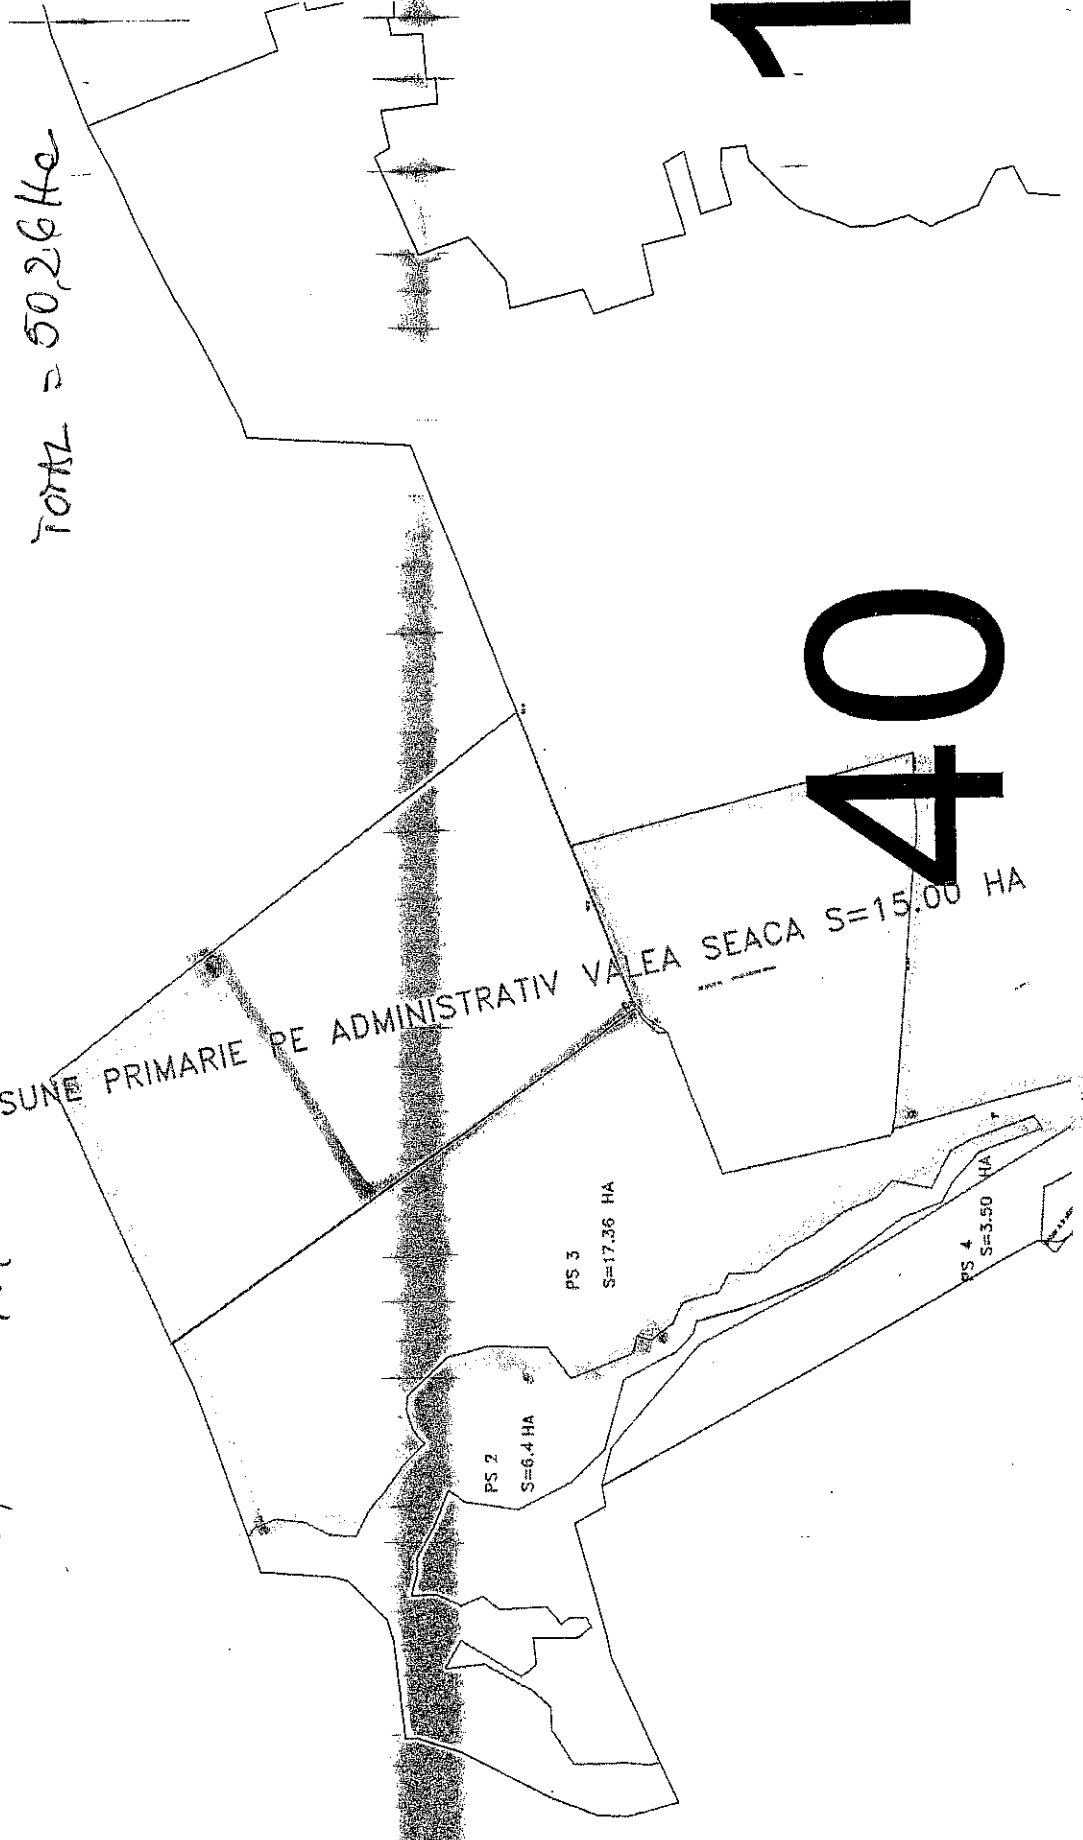 TOTAL = 50,26 Ha
1
40
SUNE PRIMARIE PE ADMINISTRATIV VALEA SEACA S=15.00 HA
PS 3
S=17.36 HA
PS 4
S=3.50 HA
PS 2
S=6.4 HA